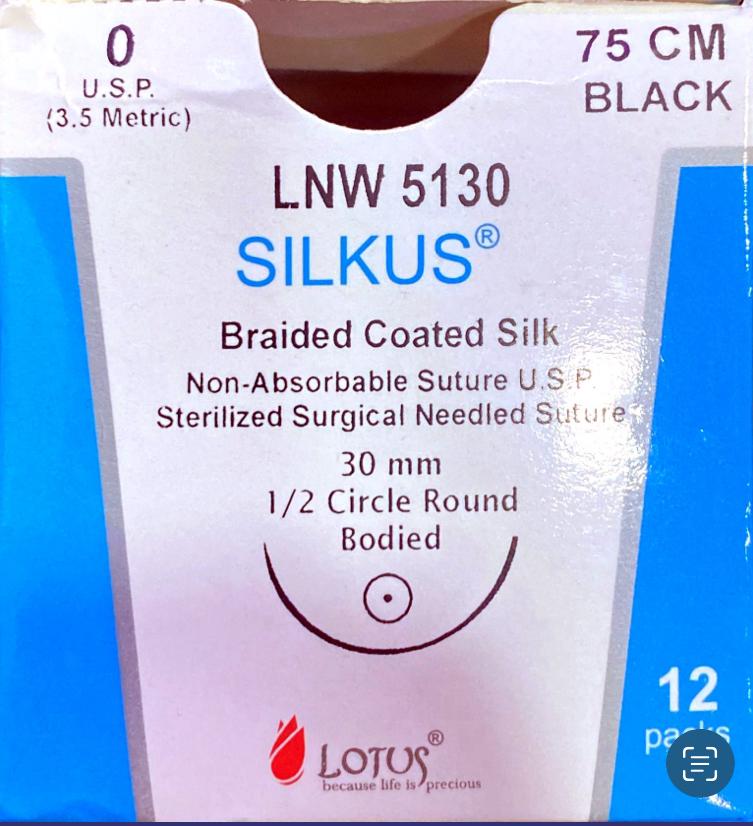 0
U.S.P.
(3.5 Metric)
75 CM
BLACK
LNW 5130
SILKUS®
Braided Coated Silk
Non-Absorbable Suture U.S.P.
Sterilized Surgical Needled Suture
30 mm
1/2 Circle Round
Bodied
12
packs
LOTUS®
because life is precious